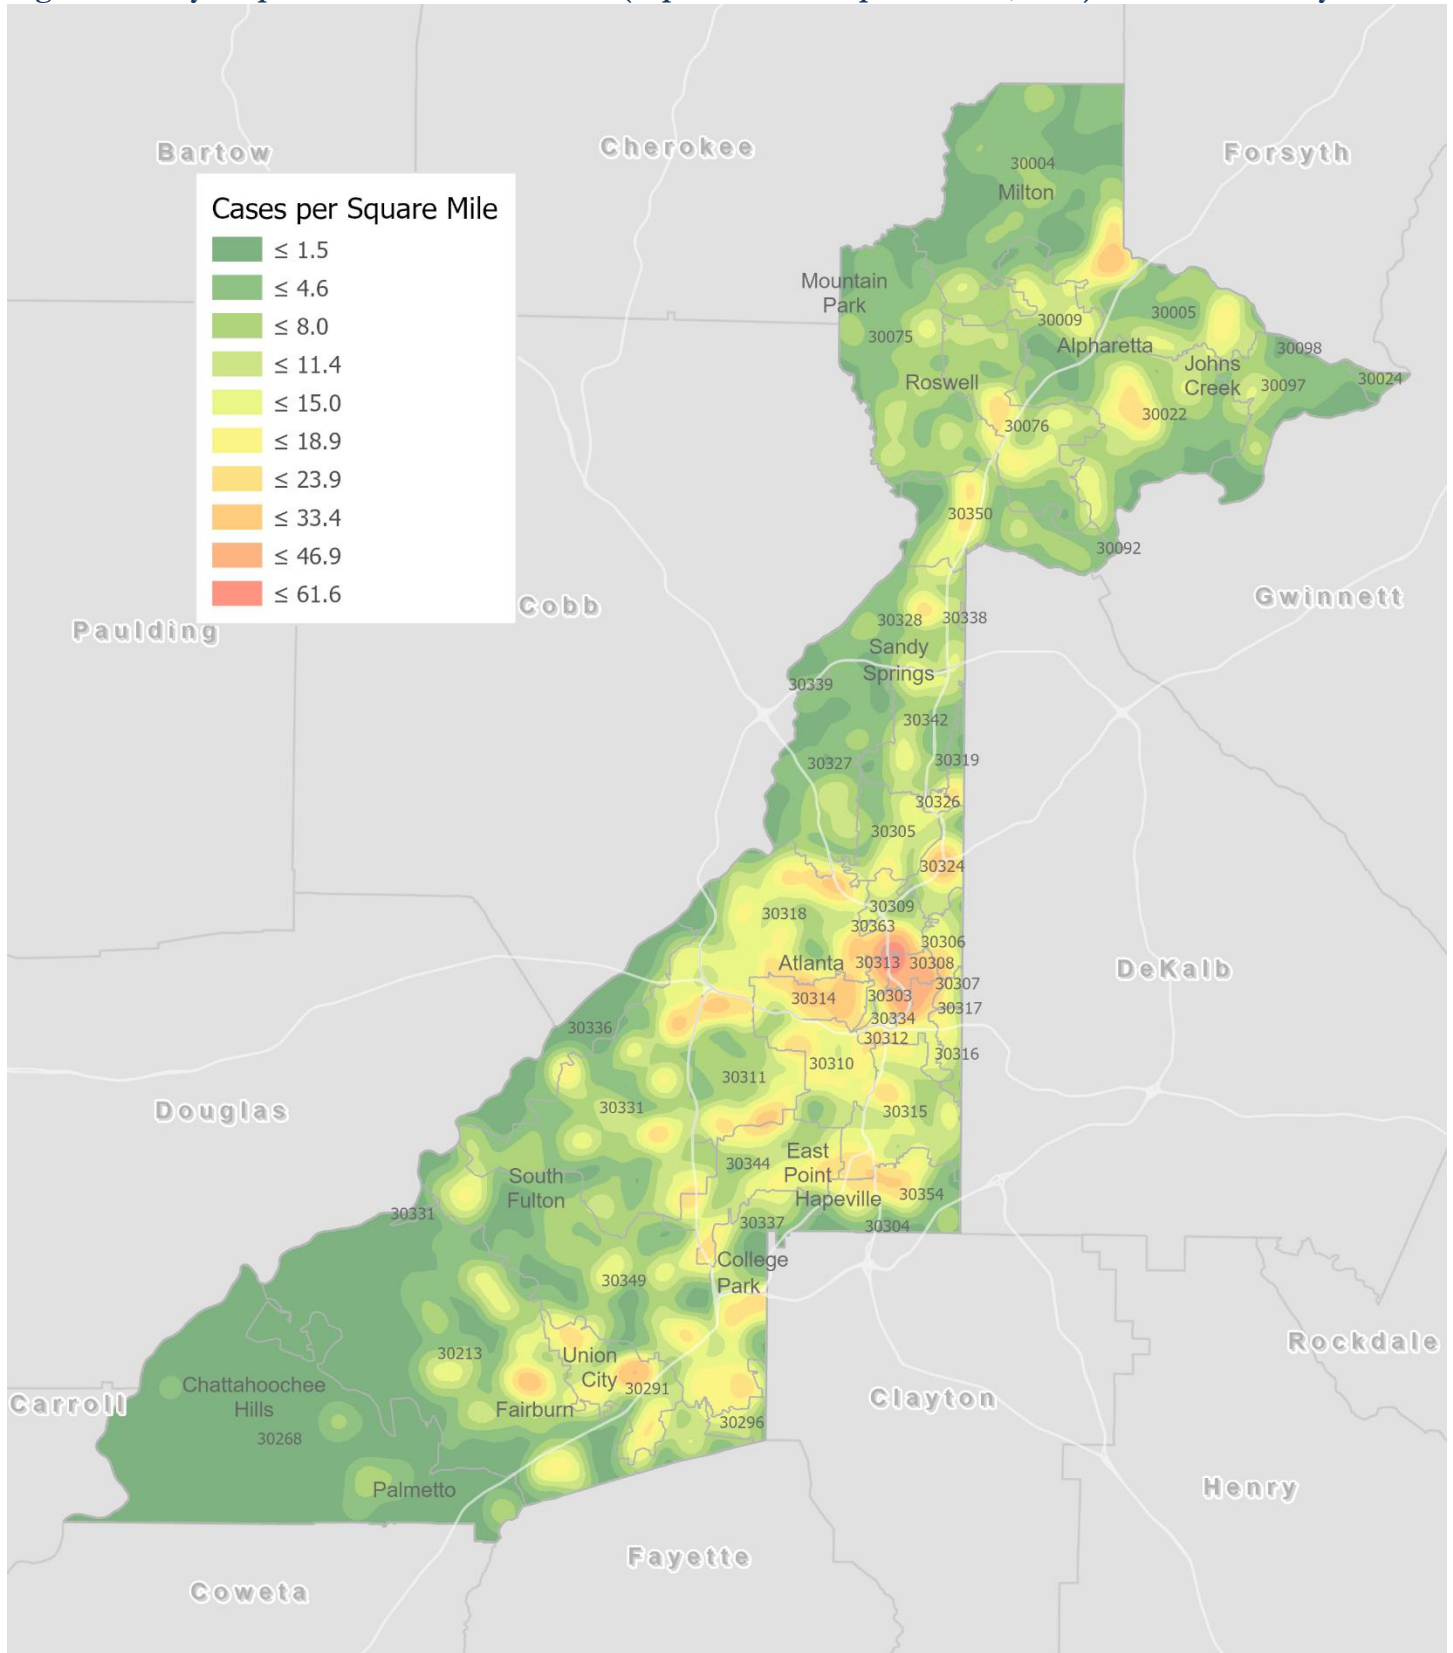 Bartow
Cherokee
Forsyth
Cases per Square Mile
≤ 1.5
≤ 4.6
≤ 8.0
≤ 11.4
≤ 15.0
≤ 18.9
≤ 23.9
≤ 33.4
≤ 46.9
≤ 61.6
30004
Milton
Mountain
Park
30075
30009
30005
Alpharetta
30098
Johns
Creek
30097
30024
Roswell
30022
30076
30350
30092
Gwinnett
Cobb
Paulding
30328
30338
Sandy
Springs
30339
30342
30327
30319
30326
30305
30324
30318
30309
30363
30306
Atlanta
30313
30308
DeKalb
30307
30314
30303
30317
30334
30336
30312
30316
30310
30311
Douglas
30331
30315
East
Point
30344
South
Fulton
Hapeville
30354
30331
30337
30304
College
Park
30349
Rockdale
30213
Union
City
30291
Chattahoochee
Hills
Carroll
Clayton
Fairburn
30296
30268
Palmetto
Henry
Fayette
Coweta